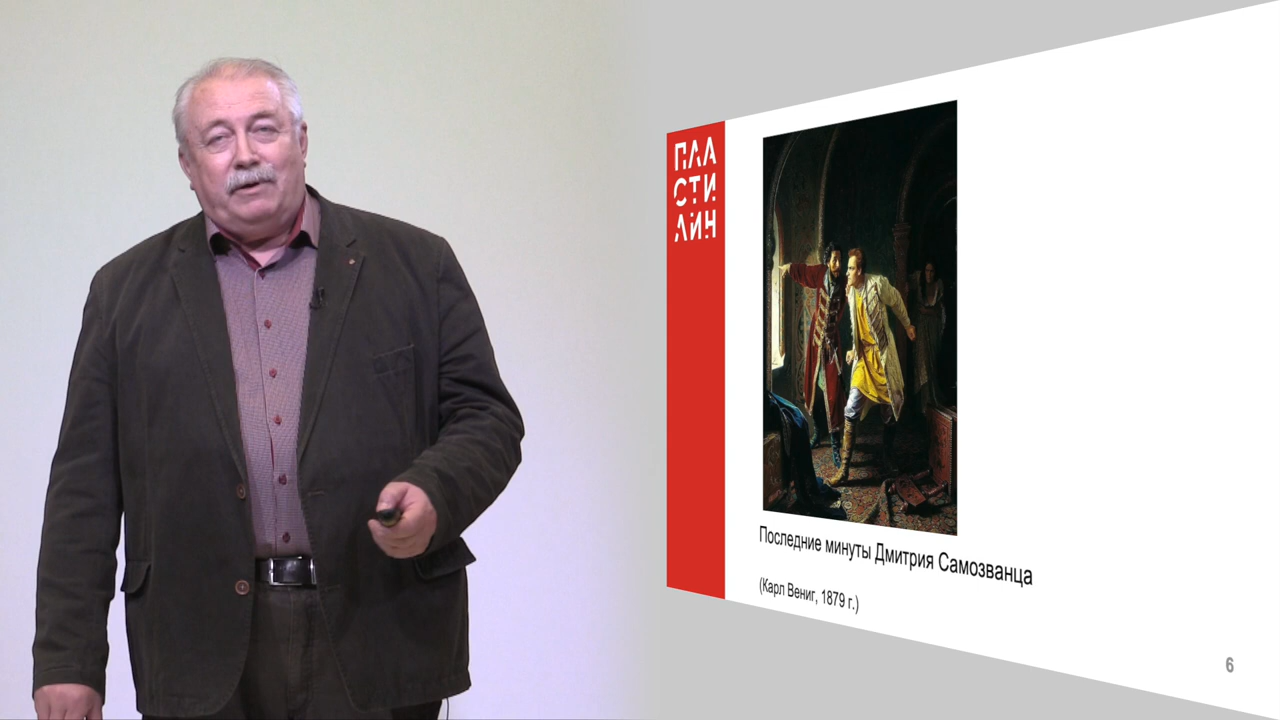 ПЛА
СТИ
ЛИН
Последние минуты Дмитрия Самозванца
(Карл Вениг, 1879 г.)
6